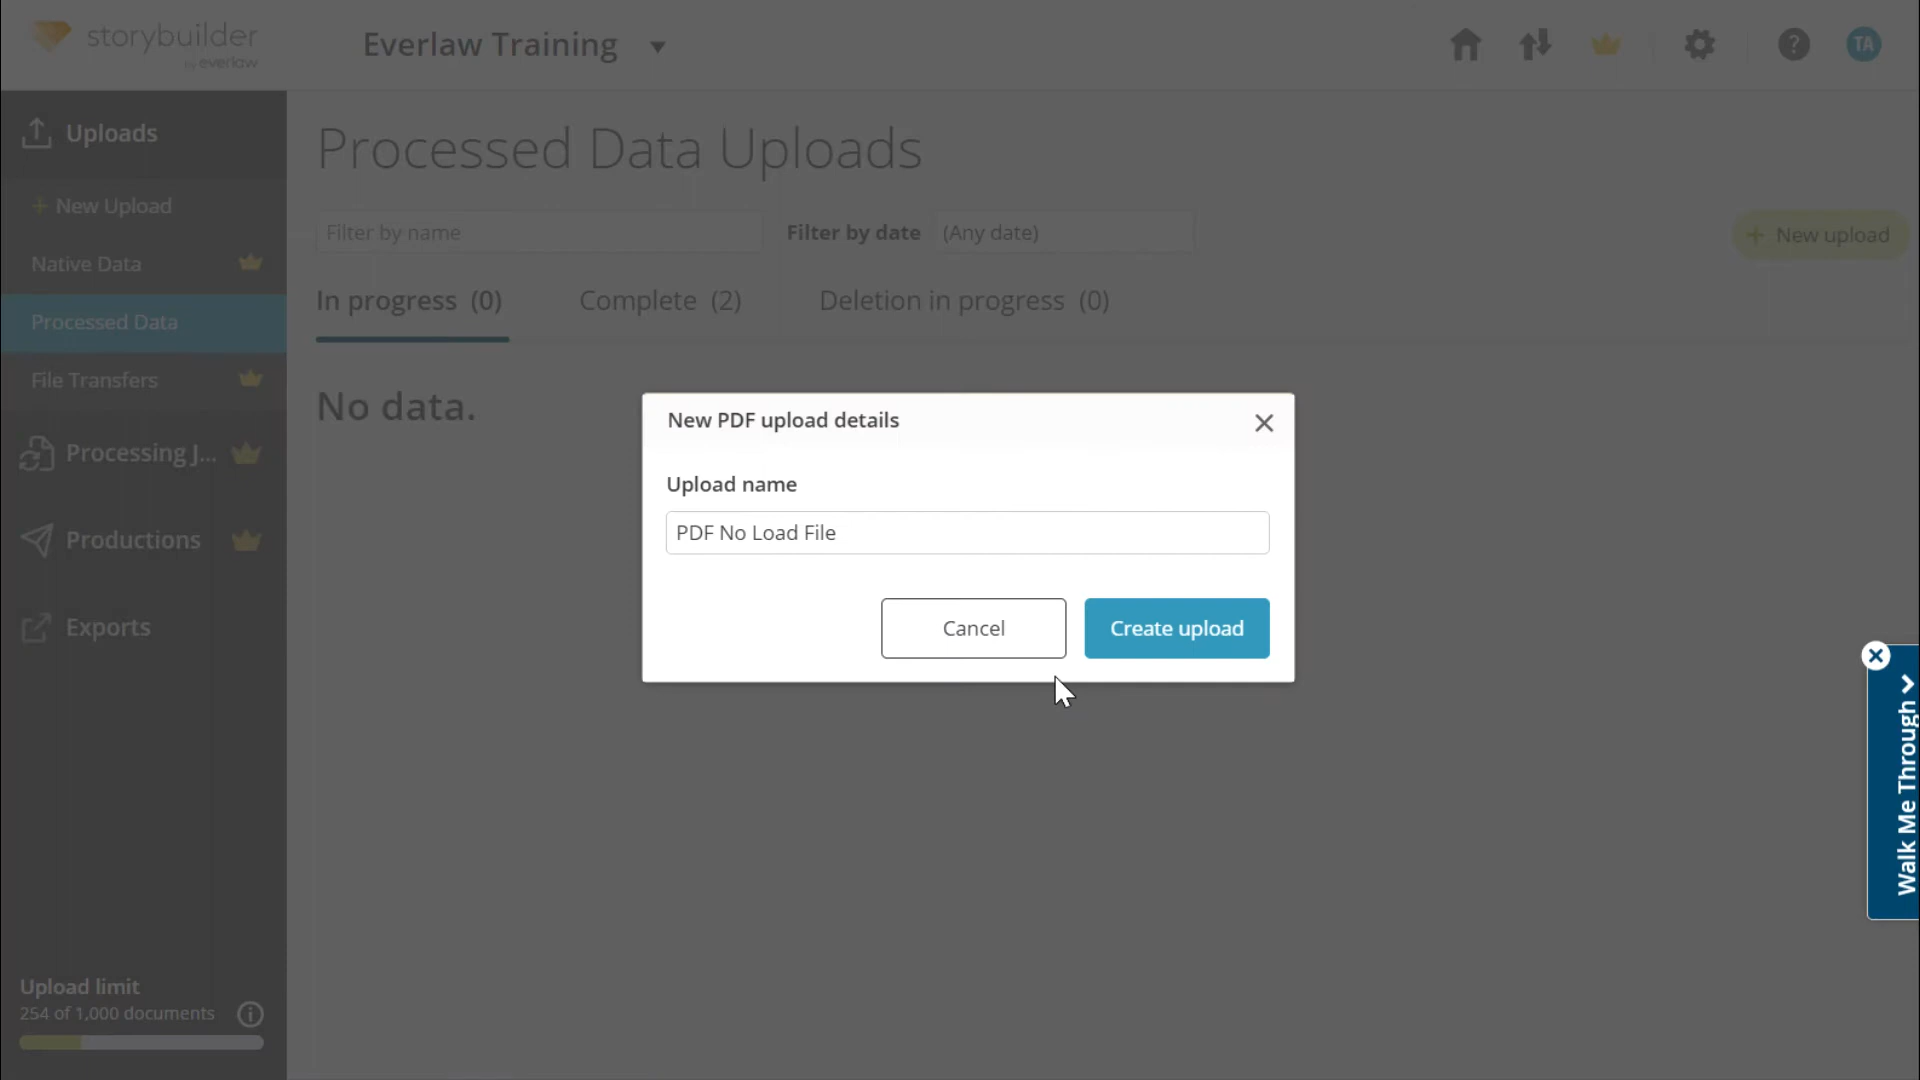 storybuilder
by everlaw
Everlaw Training
TA
Uploads
+ New Upload
Native Data
Processed Data
File Transfers
Processing J...
Productions
Exports
Upload limit
254 of 1,000 documents
Processed Data Uploads
Filter by name
Filter by date (Any date)
+ New upload
In progress (0) Complete (2) Deletion in progress (0)
No data.
New PDF upload details
Upload name
PDF No Load File
Cancel Create upload
Walk Me Through